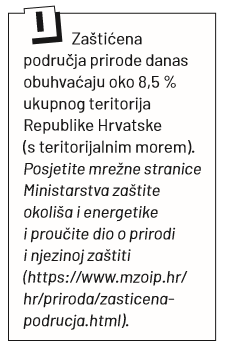 Zaštićena
područja prirode danas
obuhvaćaju oko 8,5 %
ukupnog teritorija
Republike Hrvatske
(s teritorijalnim morem).
Posjetite mrežne stranice
Ministarstva zaštite
okoliša i energetike
i proučite dio o prirodi
i njezinoj zaštiti
(https://www.mzoip.hr/
hr/priroda/zasticena-
podrucja.html).